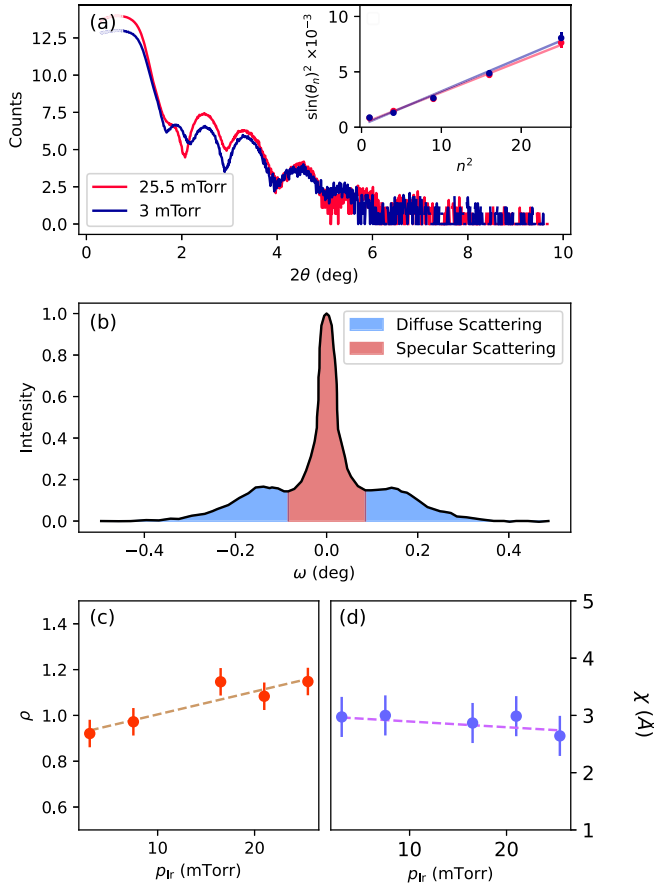 (a)
12.5
10.0
7.5
5.0
2.5
0.0
Counts
25.5 mTorr
3 mTorr
0 2 4 6 8 10
2θ (deg)
sin(θn)² ×10⁻³
10
5
0
0 10 20
n²
(b)
1.0
0.8
0.6
0.4
0.2
0.0
Intensity
Diffuse Scattering
Specular Scattering
−0.4 −0.2 0.0 0.2 0.4
ω (deg)
(c)
1.4
1.2
1.0
0.8
0.6
ρ
10 20
pIr (mTorr)
(d)
5
4
3
2
1
χ (Å)
10 20
pIr (mTorr)